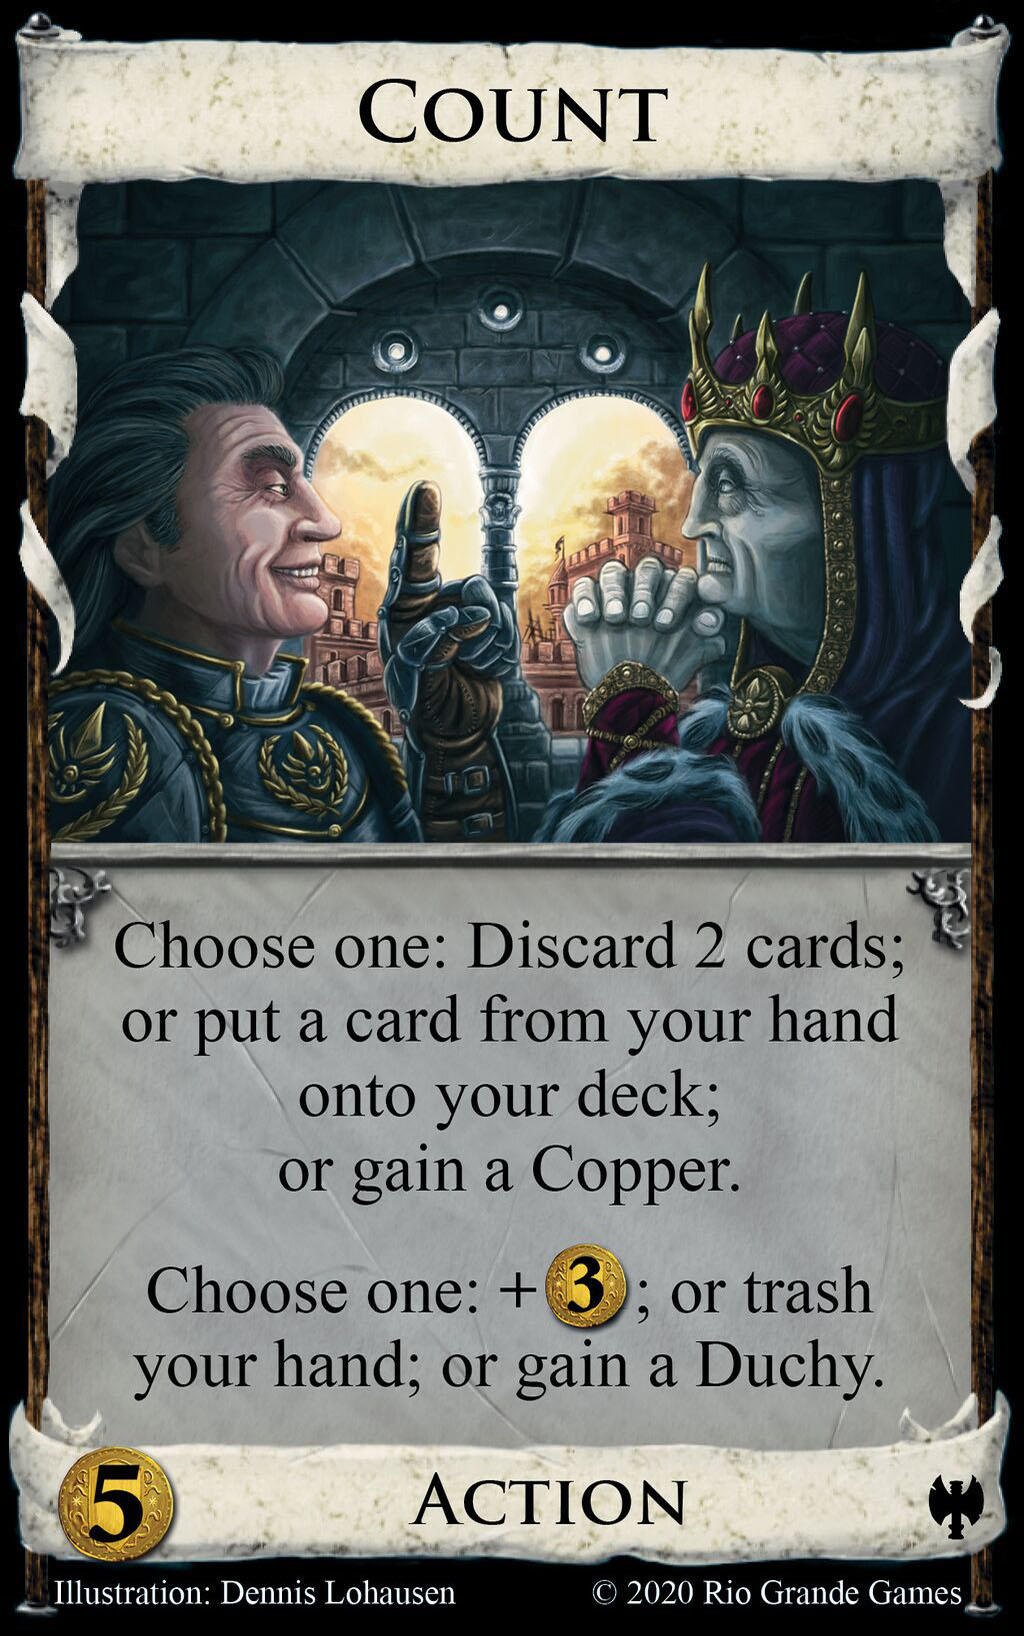 Count
Choose one: Discard 2 cards;
or put a card from your hand
onto your deck;
or gain a Copper.
Choose one: +3; or trash
your hand; or gain a Duchy.
5 Action
Illustration: Dennis Lohausen © 2020 Rio Grande Games